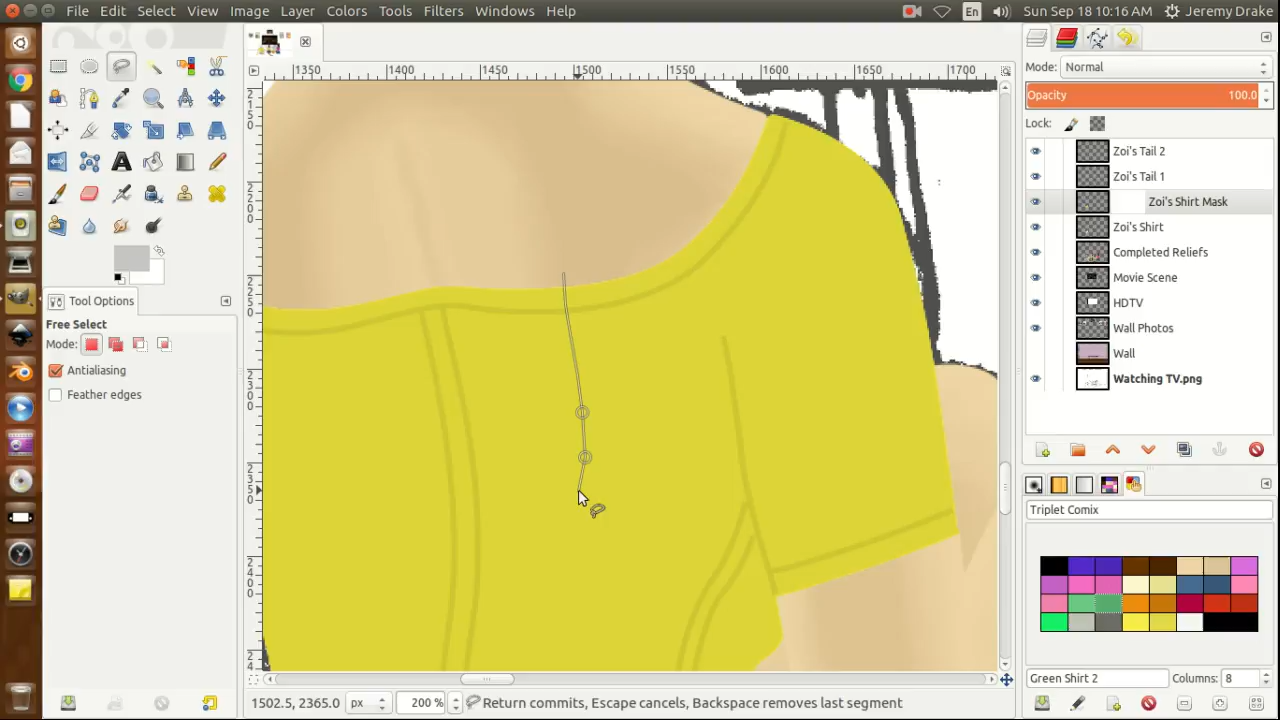 File Edit Select View Image Layer Colors Tools Filters Windows Help
En Sun Sep 18 10:16 AM Jeremy Drake
1350 1400 1450 1500 1550 1600 1650 1700
Mode: Normal
Opacity 100.0
Lock:
Zoi's Tail 2
Zoi's Tail 1
Zoi's Shirt Mask
Zoi's Shirt
Completed Reliefs
Movie Scene
HDTV
Wall Photos
Wall
Watching TV.png
Tool Options
Free Select
Mode:
Antialiasing
Feather edges
Triplet Comix
Green Shirt 2 Columns: 8
1502.5, 2365.0 px 200 % Return commits, Escape cancels, Backspace removes last segment